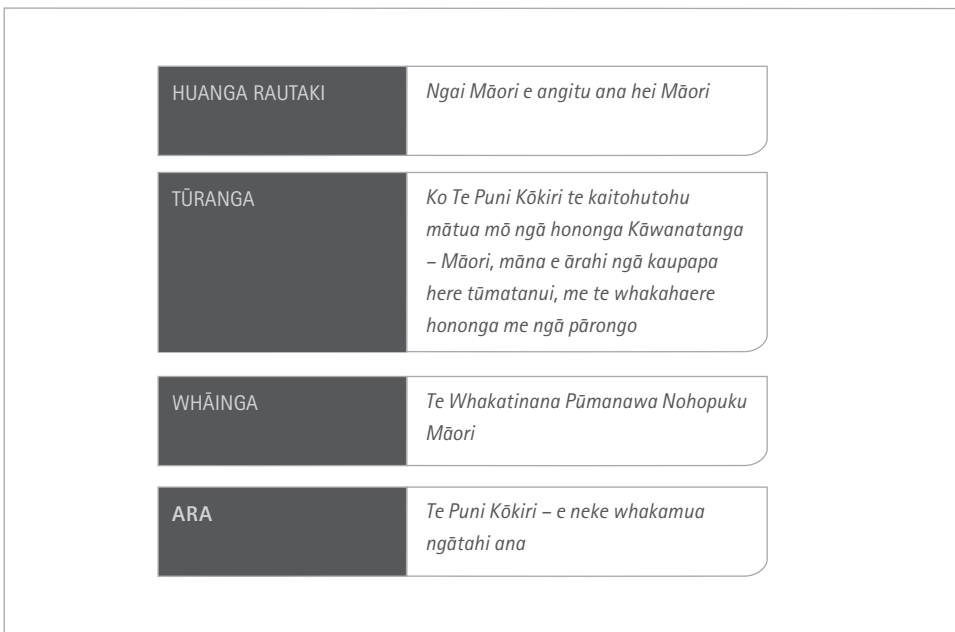 HUANGA RAUTAKI
Ngai Māori e angitu ana hei Māori
TŪRANGA
Ko Te Puni Kōkiri te kaitohutohu
mātua mō ngā hononga Kāwanatanga
– Māori, māna e ārahi ngā kaupapa
here tūmatanui, me te whakahaere
hononga me ngā pārongo
WHĀINGA
Te Whakatinana Pūmanawa Nohopuku
Māori
ARA
Te Puni Kōkiri – e neke whakamua
ngātahi ana